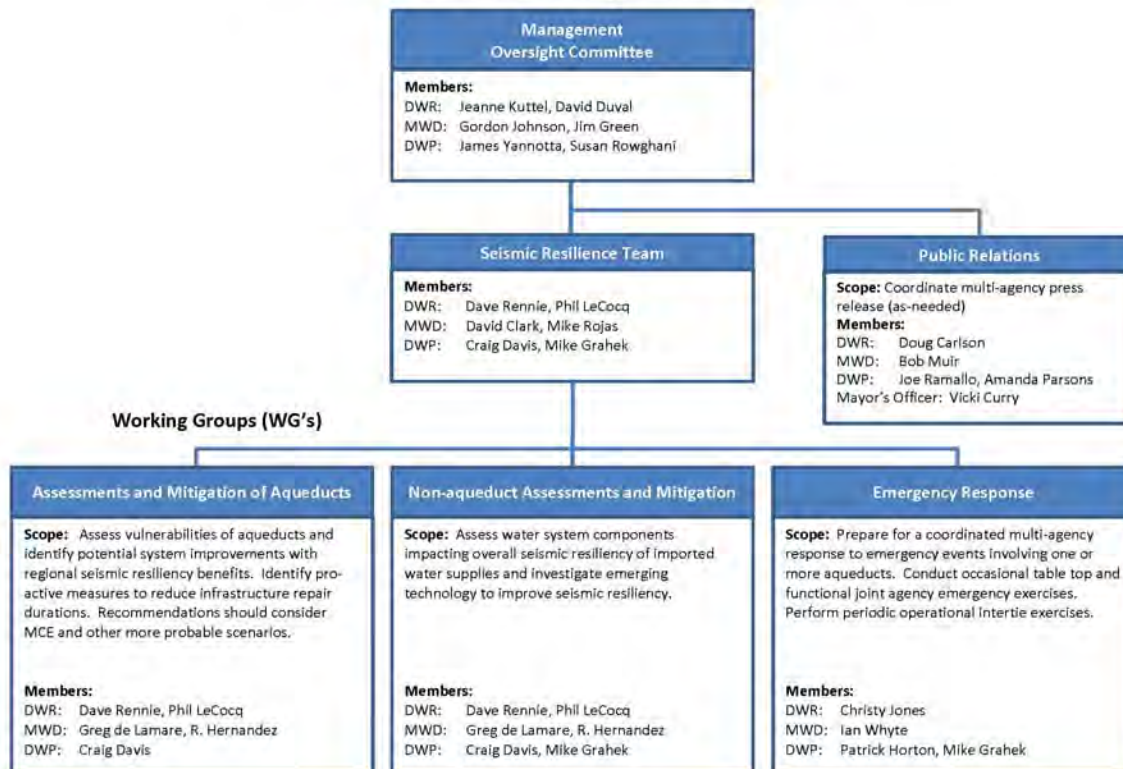 Management
Oversight Committee
Members:
DWR: Jeanne Kuttel, David Duval
MWD: Gordon Johnson, Jim Green
DWP: James Yannotta, Susan Rowghani
Seismic Resilience Team
Members:
DWR: Dave Rennie, Phil LeCocq
MWD: David Clark, Mike Rojas
DWP: Craig Davis, Mike Grahek
Public Relations
Scope: Coordinate multi-agency press
release (as-needed)
Members:
DWR: Doug Carlson
MWD: Bob Muir
DWP: Joe Ramallo, Amanda Parsons
Mayor's Officer: Vicki Curry
Working Groups (WG's)
Assessments and Mitigation of Aqueducts
Scope: Assess vulnerabilities of aqueducts and
identify potential system improvements with
regional seismic resiliency benefits. Identify pro-
active measures to reduce infrastructure repair
durations. Recommendations should consider
MCE and other more probable scenarios.
Members:
DWR: Dave Rennie, Phil LeCocq
MWD: Greg de Lamare, R. Hernandez
DWP: Craig Davis
Non-aqueduct Assessments and Mitigation
Scope: Assess water system components
impacting overall seismic resiliency of imported
water supplies and investigate emerging
technology to improve seismic resiliency.
Members:
DWR: Dave Rennie, Phil LeCocq
MWD: Greg de Lamare, R. Hernandez
DWP: Craig Davis, Mike Grahek
Emergency Response
Scope: Prepare for a coordinated multi-agency
response to emergency events involving one or
more aqueducts. Conduct occasional table top and
functional joint agency emergency exercises.
Perform periodic operational intertie exercises.
Members:
DWR: Christy Jones
MWD: Ian Whyte
DWP: Patrick Horton, Mike Grahek